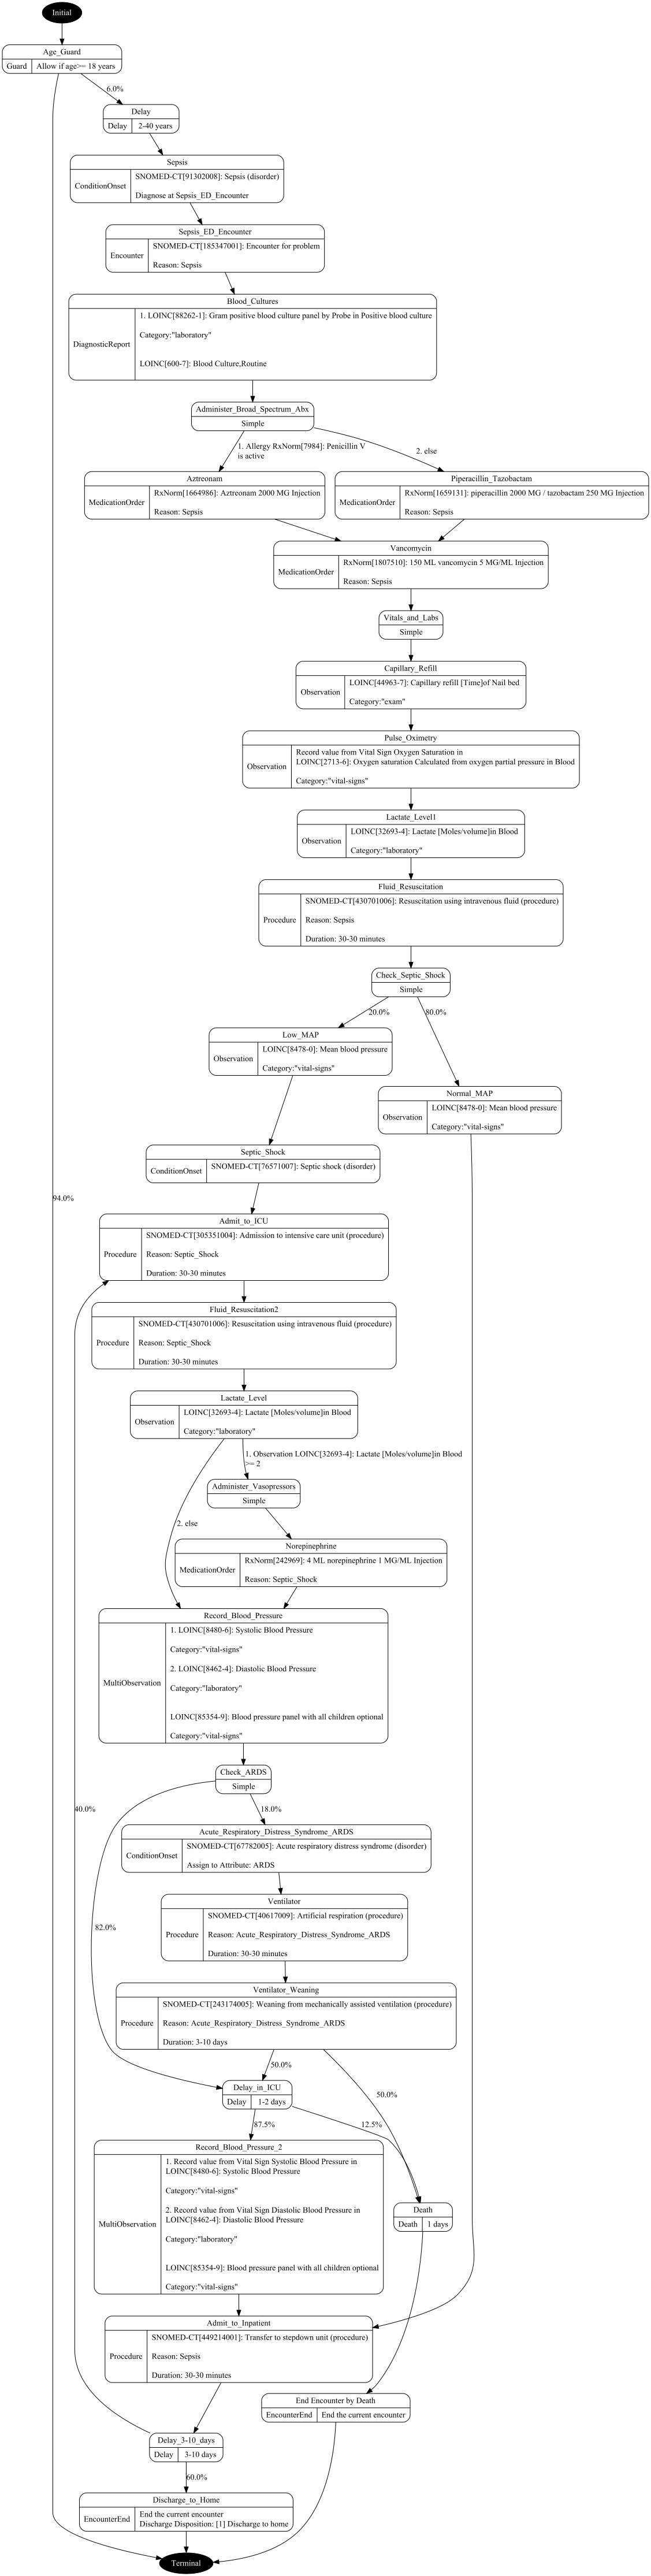 Initial
Age_Guard
Guard
Allow if age>= 18 years
6.0%
Delay
Delay
2-40 years
Sepsis
ConditionOnset
SNOMED-CT[91302008]: Sepsis (disorder)
Diagnose at Sepsis_ED_Encounter
Sepsis_ED_Encounter
Encounter
SNOMED-CT[185347001]: Encounter for problem
Reason: Sepsis
Blood_Cultures
DiagnosticReport
1. LOINC[88262-1]: Gram positive blood culture panel by Probe in Positive blood culture
Category:"laboratory"
LOINC[600-7]: Blood Culture,Routine
Administer_Broad_Spectrum_Abx
Simple
1. Allergy RxNorm[7984]: Penicillin V
is active
2. else
Aztreonam
MedicationOrder
RxNorm[1664986]: Aztreonam 2000 MG Injection
Reason: Sepsis
Piperacillin_Tazobactam
MedicationOrder
RxNorm[1659131]: piperacillin 2000 MG / tazobactam 250 MG Injection
Reason: Sepsis
Vancomycin
MedicationOrder
RxNorm[1807510]: 150 ML vancomycin 5 MG/ML Injection
Reason: Sepsis
Vitals_and_Labs
Simple
Capillary_Refill
Observation
LOINC[44963-7]: Capillary refill [Time]of Nail bed
Category:"exam"
Pulse_Oximetry
Observation
Record value from Vital Sign Oxygen Saturation in
LOINC[2713-6]: Oxygen saturation Calculated from oxygen partial pressure in Blood
Category:"vital-signs"
Lactate_Level1
Observation
LOINC[32693-4]: Lactate [Moles/volume]in Blood
Category:"laboratory"
Fluid_Resuscitation
Procedure
SNOMED-CT[430701006]: Resuscitation using intravenous fluid (procedure)
Reason: Sepsis
Duration: 30-30 minutes
Check_Septic_Shock
Simple
20.0%
80.0%
Low_MAP
Observation
LOINC[8478-0]: Mean blood pressure
Category:"vital-signs"
Normal_MAP
Observation
LOINC[8478-0]: Mean blood pressure
Category:"vital-signs"
Septic_Shock
ConditionOnset
SNOMED-CT[76571007]: Septic shock (disorder)
94.0%
Admit_to_ICU
Procedure
SNOMED-CT[305351004]: Admission to intensive care unit (procedure)
Reason: Septic_Shock
Duration: 30-30 minutes
Fluid_Resuscitation2
Procedure
SNOMED-CT[430701006]: Resuscitation using intravenous fluid (procedure)
Reason: Septic_Shock
Duration: 30-30 minutes
Lactate_Level
Observation
LOINC[32693-4]: Lactate [Moles/volume]in Blood
Category:"laboratory"
1. Observation LOINC[32693-4]: Lactate [Moles/volume]in Blood
>= 2
Administer_Vasopressors
Simple
2. else
Norepinephrine
MedicationOrder
RxNorm[242969]: 4 ML norepinephrine 1 MG/ML Injection
Reason: Septic_Shock
Record_Blood_Pressure
MultiObservation
1. LOINC[8480-6]: Systolic Blood Pressure
Category:"vital-signs"
2. LOINC[8462-4]: Diastolic Blood Pressure
Category:"laboratory"
LOINC[85354-9]: Blood pressure panel with all children optional
Category:"vital-signs"
Check_ARDS
Simple
40.0%
18.0%
Acute_Respiratory_Distress_Syndrome_ARDS
ConditionOnset
SNOMED-CT[67782005]: Acute respiratory distress syndrome (disorder)
Assign to Attribute: ARDS
Ventilator
Procedure
SNOMED-CT[40617009]: Artificial respiration (procedure)
Reason: Acute_Respiratory_Distress_Syndrome_ARDS
Duration: 30-30 minutes
82.0%
Ventilator_Weaning
Procedure
SNOMED-CT[243174005]: Weaning from mechanically assisted ventilation (procedure)
Reason: Acute_Respiratory_Distress_Syndrome_ARDS
Duration: 3-10 days
50.0%
50.0%
Delay_in_ICU
Delay
1-2 days
87.5%
12.5%
Record_Blood_Pressure_2
MultiObservation
1. Record value from Vital Sign Systolic Blood Pressure in
LOINC[8480-6]: Systolic Blood Pressure
Category:"vital-signs"
2. Record value from Vital Sign Diastolic Blood Pressure in
LOINC[8462-4]: Diastolic Blood Pressure
Category:"laboratory"
LOINC[85354-9]: Blood pressure panel with all children optional
Category:"vital-signs"
Death
Death
1 days
Admit_to_Inpatient
Procedure
SNOMED-CT[449214001]: Transfer to stepdown unit (procedure)
Reason: Sepsis
Duration: 30-30 minutes
End Encounter by Death
EncounterEnd
End the current encounter
Delay_3-10_days
Delay
3-10 days
60.0%
Discharge_to_Home
EncounterEnd
End the current encounter
Discharge Disposition: [1] Discharge to home
Terminal